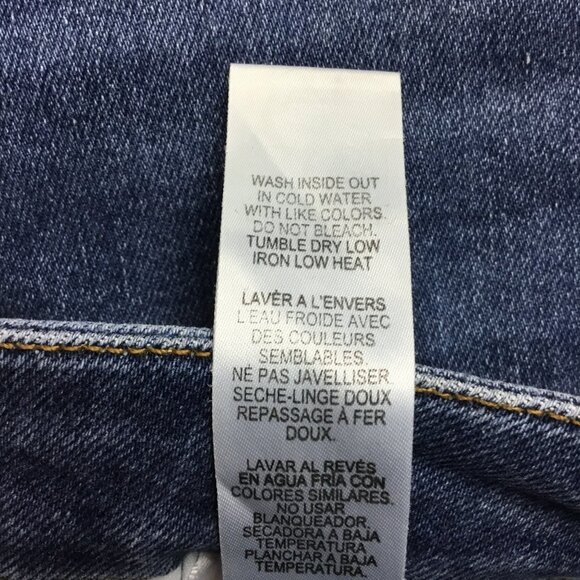 WASH INSIDE OUT
IN COLD WATER
WITH LIKE COLORS.
DO NOT BLEACH.
TUMBLE DRY LOW
IRON LOW HEAT
LAVÉR A L'ENVERS
L'EAU FROIDE AVEC
DES COULEURS
SEMBLABLES.
NÉ PAS JAVELLISER.
SECHE-LINGE DOUX
REPASSAGE À FER
DOUX.
LAVAR AL REVÉS
EN AGUA FRÍA CON
COLORES SIMILARES.
NO USAR
BLANQUEADOR.
SECADORA A BAJA
TEMPERATURA.
PLANCHAR A BAJA
TEMPERATURA.